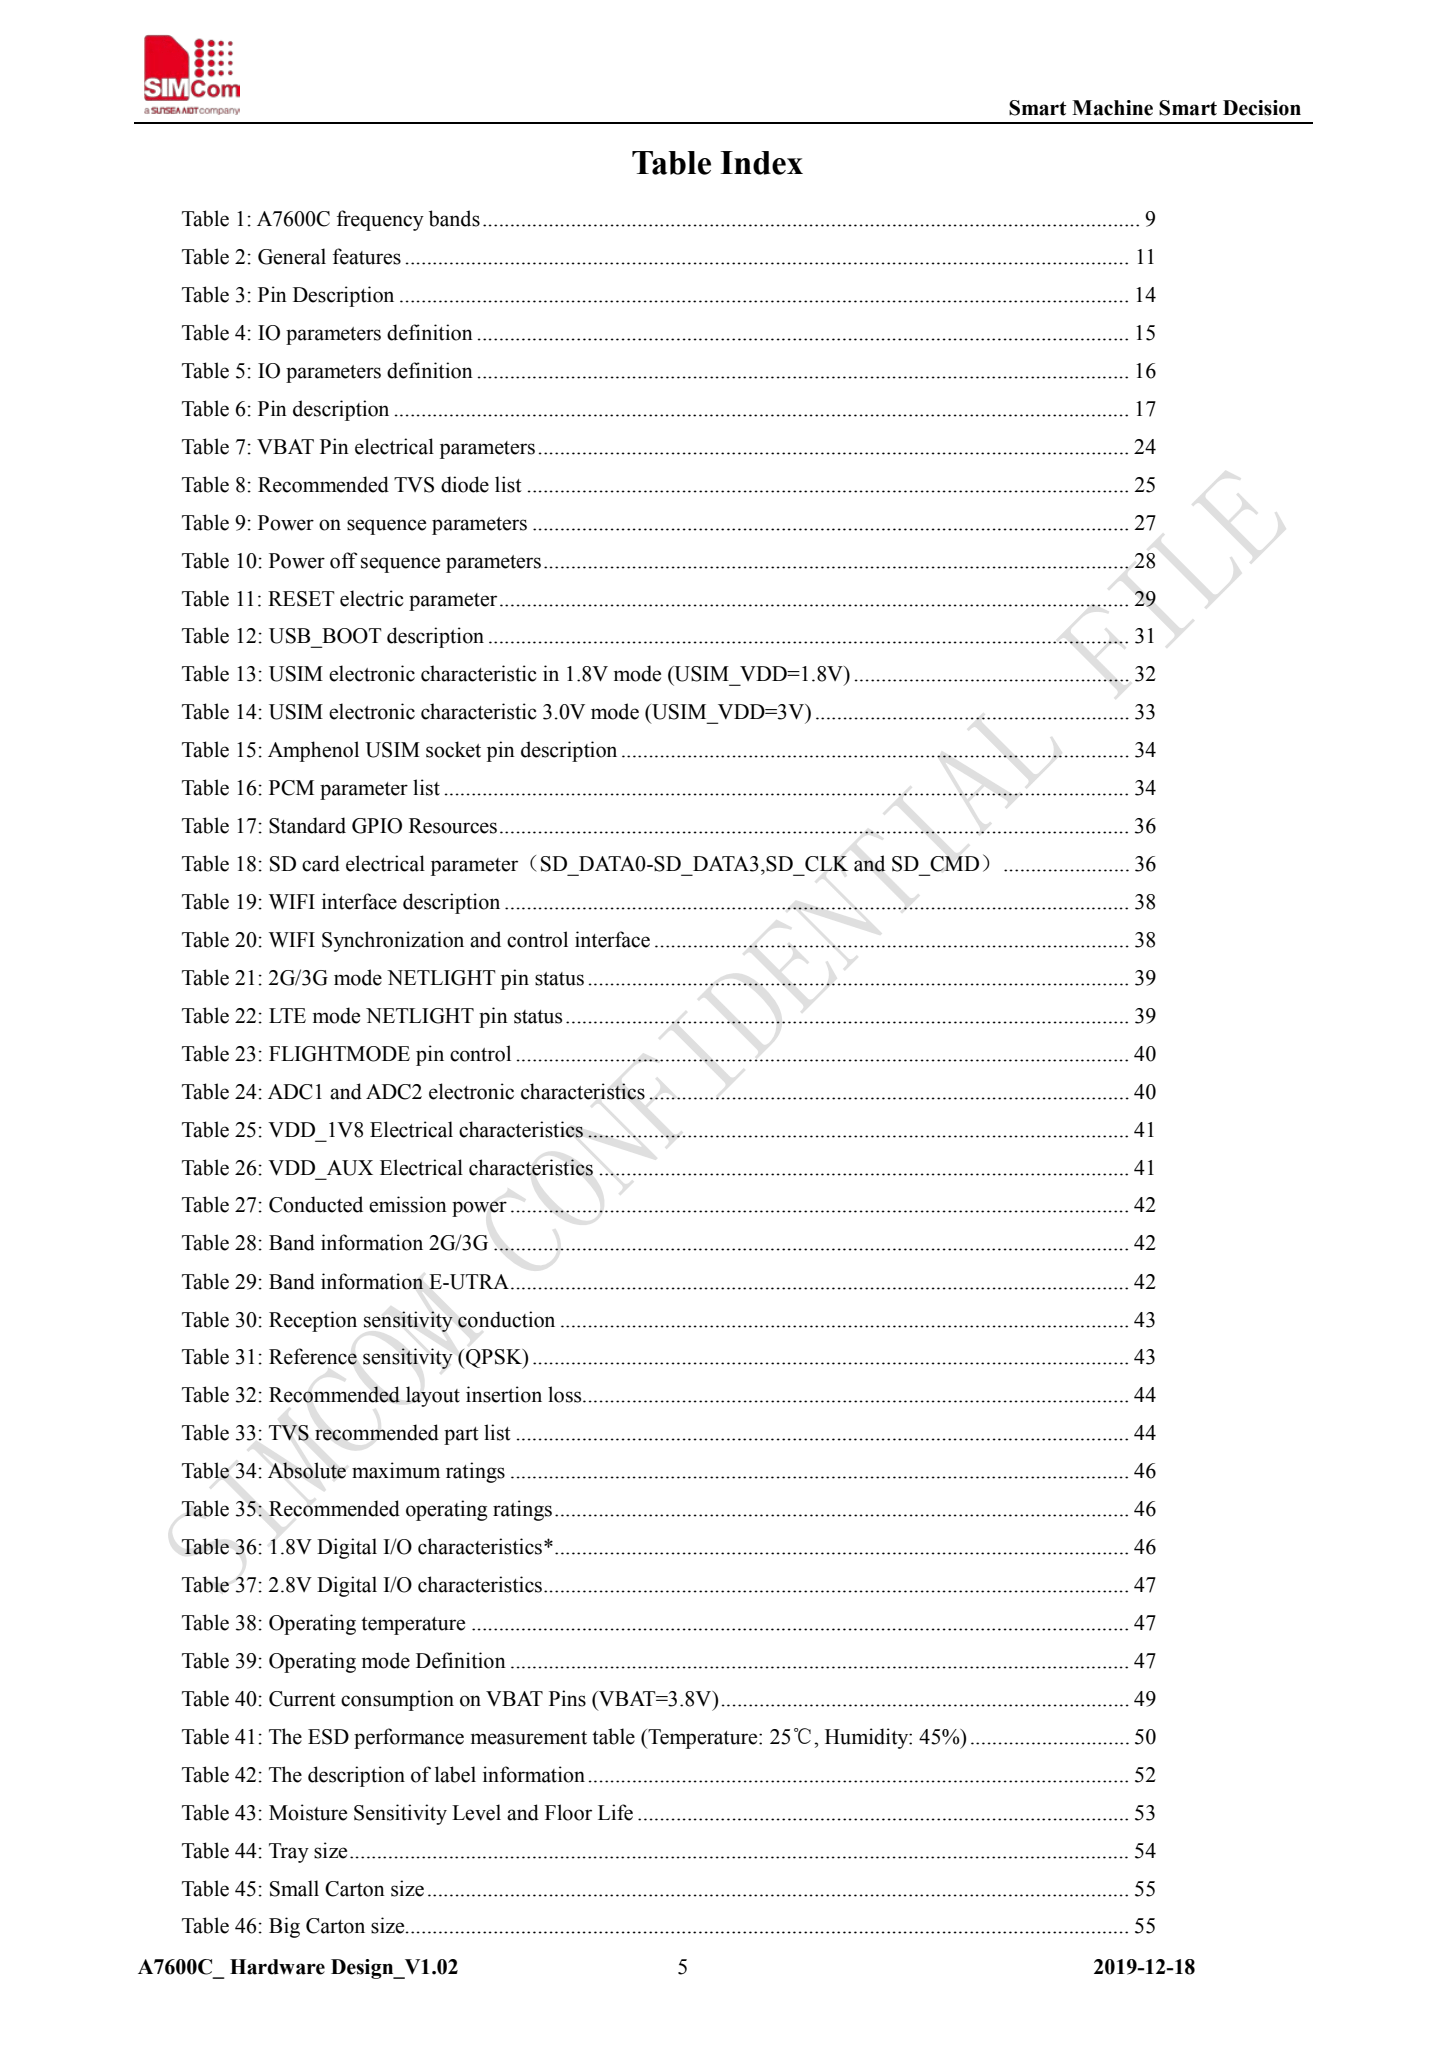 SIMCom
a SUNSEA AIOT company
Smart Machine Smart Decision
Table Index
Table 1: A7600C frequency bands........ 9
Table 2: General features ........ 11
Table 3: Pin Description ........ 14
Table 4: IO parameters definition ........ 15
Table 5: IO parameters definition ........ 16
Table 6: Pin description ........ 17
Table 7: VBAT Pin electrical parameters........ 24
Table 8: Recommended TVS diode list ........ 25
Table 9: Power on sequence parameters ........ 27
Table 10: Power off sequence parameters........ 28
Table 11: RESET electric parameter........ 29
Table 12: USB_BOOT description ........ 31
Table 13: USIM electronic characteristic in 1.8V mode (USIM_VDD=1.8V) ........ 32
Table 14: USIM electronic characteristic 3.0V mode (USIM_VDD=3V) ........ 33
Table 15: Amphenol USIM socket pin description ........ 34
Table 16: PCM parameter list ........ 34
Table 17: Standard GPIO Resources........ 36
Table 18: SD card electrical parameter（SD_DATA0-SD_DATA3,SD_CLK and SD_CMD） ........ 36
Table 19: WIFI interface description ........ 38
Table 20: WIFI Synchronization and control interface ........ 38
Table 21: 2G/3G mode NETLIGHT pin status ........ 39
Table 22: LTE mode NETLIGHT pin status ........ 39
Table 23: FLIGHTMODE pin control ........ 40
Table 24: ADC1 and ADC2 electronic characteristics ........ 40
Table 25: VDD_1V8 Electrical characteristics ........ 41
Table 26: VDD_AUX Electrical characteristics ........ 41
Table 27: Conducted emission power ........ 42
Table 28: Band information 2G/3G ........ 42
Table 29: Band information E-UTRA........ 42
Table 30: Reception sensitivity conduction ........ 43
Table 31: Reference sensitivity (QPSK) ........ 43
Table 32: Recommended layout insertion loss........ 44
Table 33: TVS recommended part list ........ 44
Table 34: Absolute maximum ratings ........ 46
Table 35: Recommended operating ratings........ 46
Table 36: 1.8V Digital I/O characteristics*........ 46
Table 37: 2.8V Digital I/O characteristics........ 47
Table 38: Operating temperature ........ 47
Table 39: Operating mode Definition ........ 47
Table 40: Current consumption on VBAT Pins (VBAT=3.8V)........ 49
Table 41: The ESD performance measurement table (Temperature: 25℃, Humidity: 45%)........ 50
Table 42: The description of label information........ 52
Table 43: Moisture Sensitivity Level and Floor Life ........ 53
Table 44: Tray size........ 54
Table 45: Small Carton size ........ 55
Table 46: Big Carton size........ 55
SIMCOM CONFIDENTIAL FILE
A7600C_ Hardware Design_V1.02 5 2019-12-18